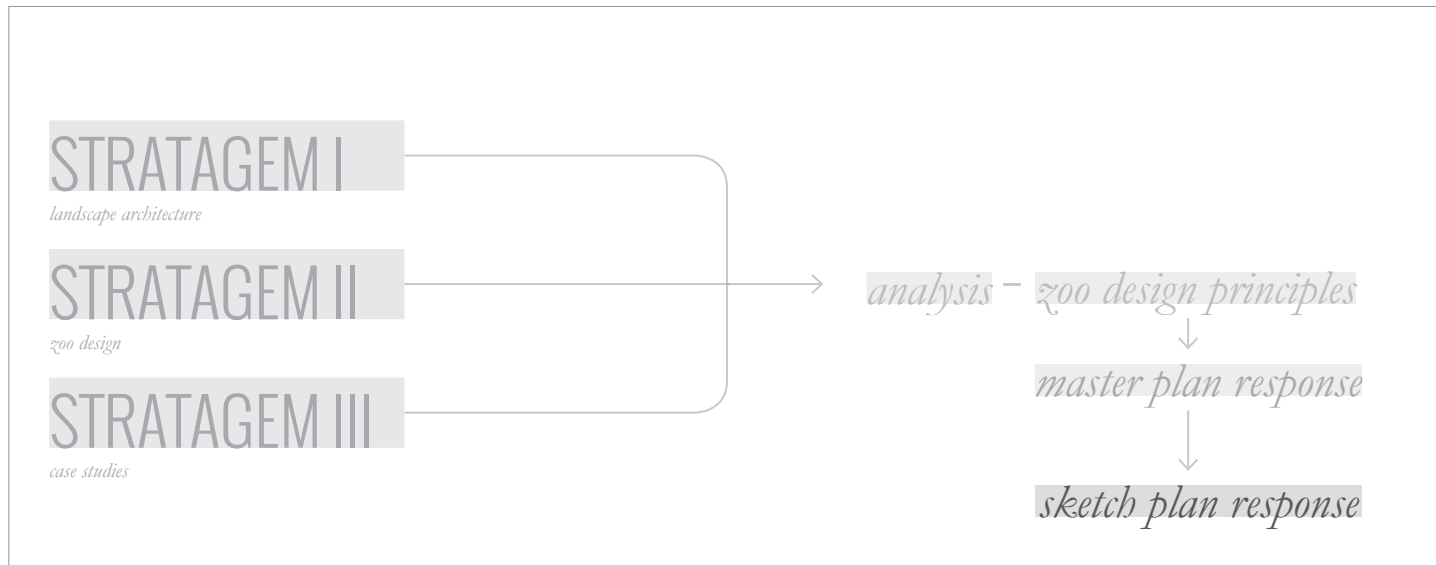 STRATAGEM I
landscape architecture
STRATAGEM II
zoo design
STRATAGEM III
case studies
analysis – zoo design principles
master plan response
sketch plan response